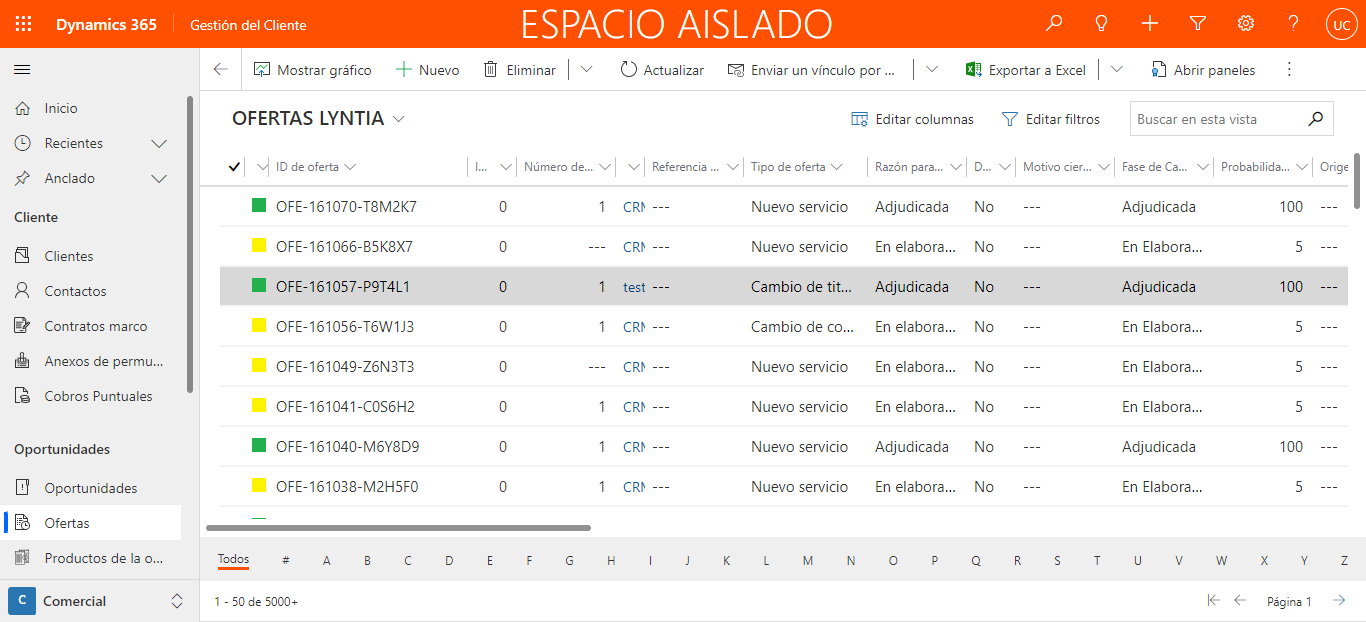 Dynamics 365 Gestión del Cliente ESPACIO AISLADO ? UC
Mostrar gráfico Nuevo Eliminar Actualizar Enviar un vínculo por ... Exportar a Excel Abrir paneles
Inicio
Recientes
Anclado
Cliente
Clientes
Contactos
Contratos marco
Anexos de permu...
Cobros Puntuales
Oportunidades
Oportunidades
Ofertas
Productos de la o...
C Comercial
OFERTAS LYNTIA Editar columnas Editar filtros Buscar en esta vista
ID de oferta I... Número de... Referencia ... Tipo de oferta Razón para... D... Motivo cier... Fase de Ca... Probabilida... Orige
OFE-161070-T8M2K7 0 1 CRM --- Nuevo servicio Adjudicada No --- Adjudicada 100 ---
OFE-161066-B5K8X7 0 --- CRM --- Nuevo servicio En elabora... No --- En Elabora... 5 ---
OFE-161057-P9T4L1 0 1 test --- Cambio de tit... Adjudicada No --- Adjudicada 100 ---
OFE-161056-T6W1J3 0 1 CRM --- Cambio de co... En elabora... No --- En Elabora... 5 ---
OFE-161049-Z6N3T3 0 --- CRM --- Nuevo servicio En elabora... No --- En Elabora... 5 ---
OFE-161041-C0S6H2 0 1 CRM --- Nuevo servicio En elabora... No --- En Elabora... 5 ---
OFE-161040-M6Y8D9 0 1 CRM --- Nuevo servicio Adjudicada No --- Adjudicada 100 ---
OFE-161038-M2H5F0 0 1 CRM --- Nuevo servicio En elabora... No --- En Elabora... 5 ---
Todos # A B C D E F G H I J K L M N O P Q R S T U V W X Y Z
1 - 50 de 5000+ Página 1